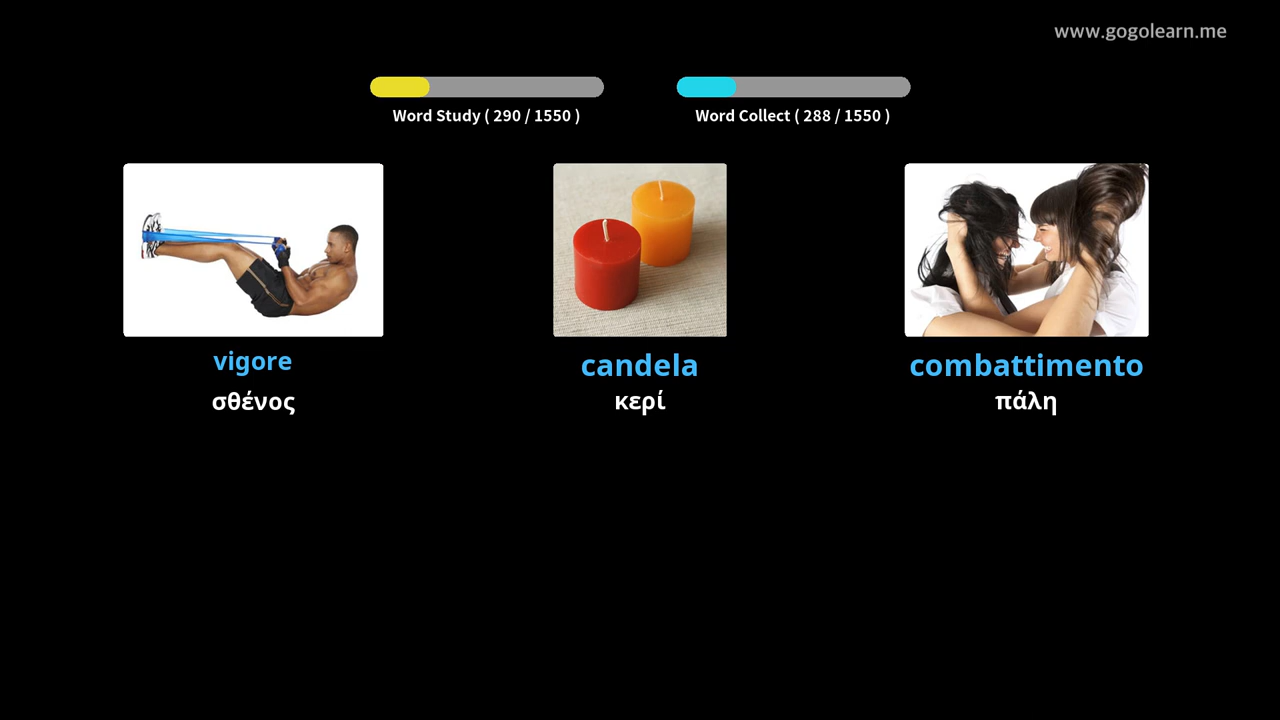 www.gogolearn.me
Word Study ( 290 / 1550 )
Word Collect ( 288 / 1550 )
vigore
candela
combattimento
σθένος
κερί
πάλη